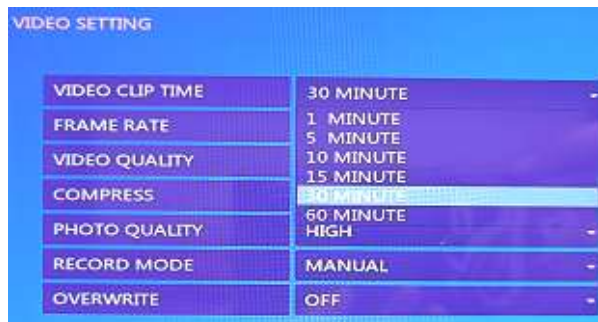 VIDEO SETTING
VIDEO CLIP TIME
30 MINUTE
FRAME RATE
1 MINUTE
5 MINUTE
VIDEO QUALITY
10 MINUTE
15 MINUTE
COMPRESS
30 MINUTE
60 MINUTE
PHOTO QUALITY
HIGH
RECORD MODE
MANUAL
OVERWRITE
OFF